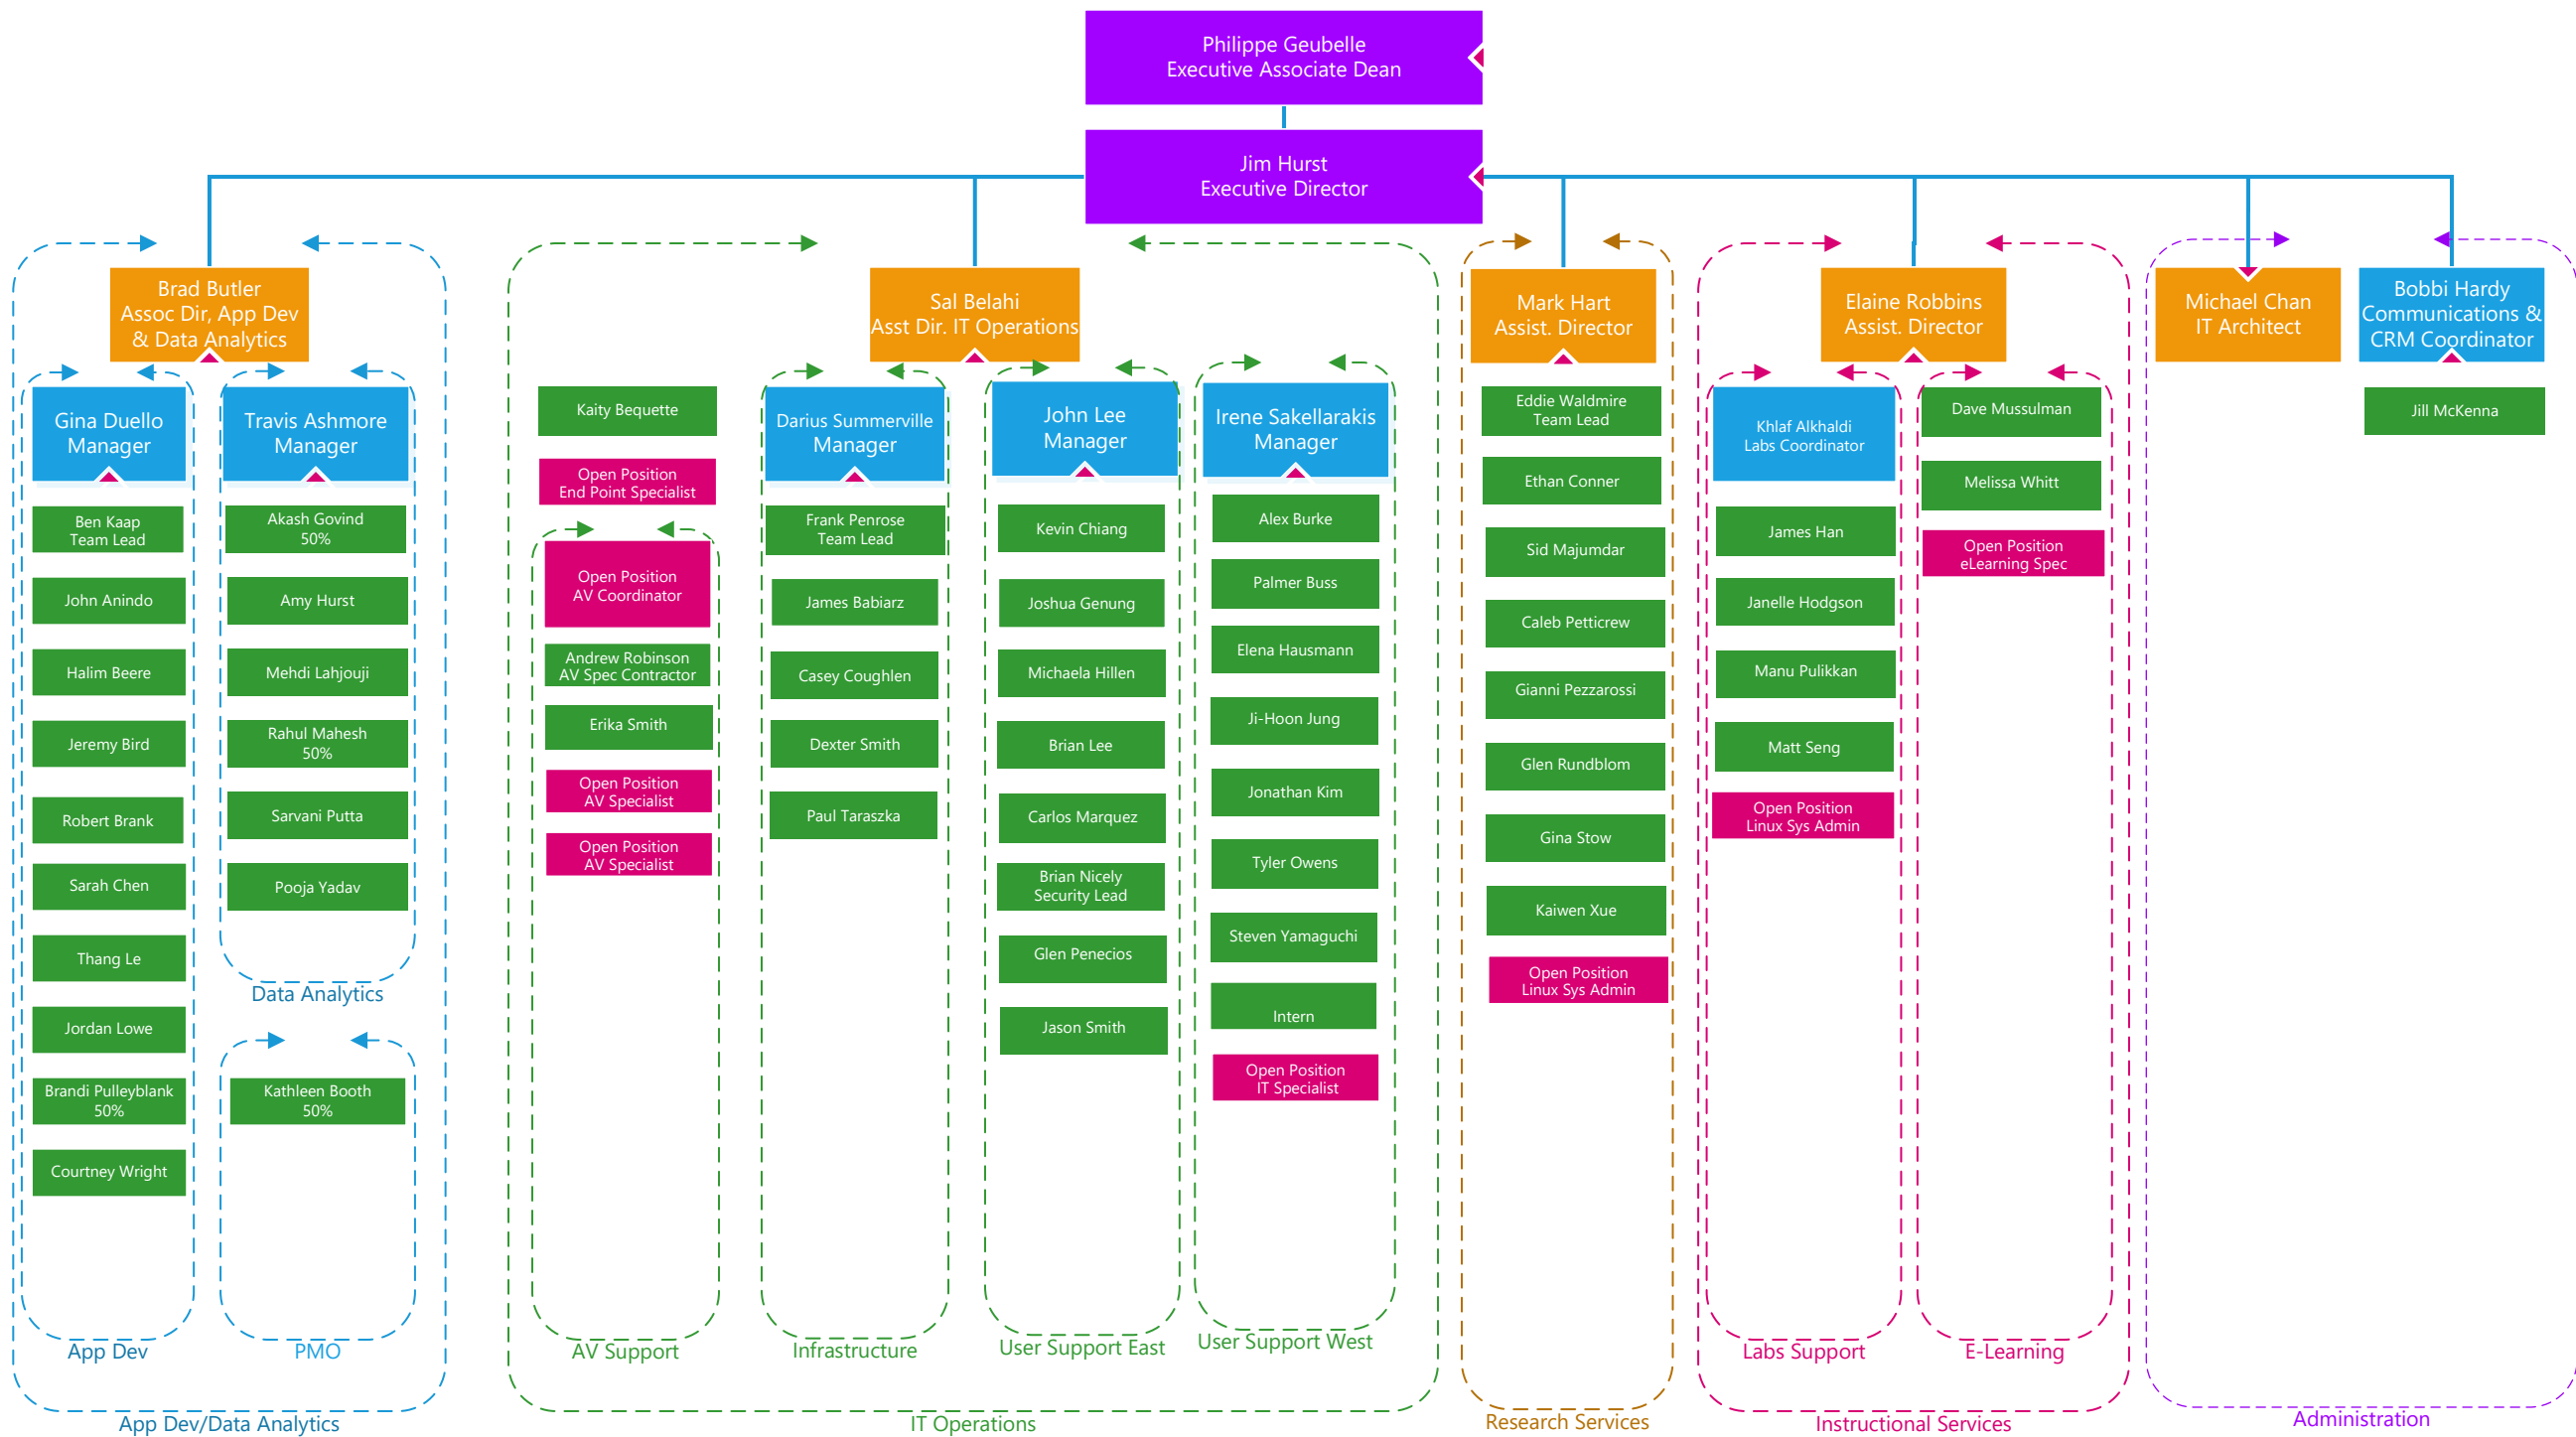 Philippe Geubelle
Executive Associate Dean
Jim Hurst
Executive Director
Brad Butler
Assoc Dir, App Dev
& Data Analytics
Gina Duello
Manager
Ben Kaap
Team Lead
John Anindo
Halim Beere
Jeremy Bird
Robert Brank
Sarah Chen
Thang Le
Jordan Lowe
Brandi Pulleyblank
50%
Courtney Wright
App Dev
Travis Ashmore
Manager
Akash Govind
50%
Amy Hurst
Mehdi Lahjouji
Rahul Mahesh
50%
Sarvani Putta
Pooja Yadav
Data Analytics
Kathleen Booth
50%
PMO
App Dev/Data Analytics
Sal Belahi
Asst Dir. IT Operations
Kaity Bequette
Open Position
End Point Specialist
Open Position
AV Coordinator
Andrew Robinson
AV Spec Contractor
Erika Smith
Open Position
AV Specialist
Open Position
AV Specialist
AV Support
Darius Summerville
Manager
Frank Penrose
Team Lead
James Babiarz
Casey Coughlen
Dexter Smith
Paul Taraszka
Infrastructure
John Lee
Manager
Kevin Chiang
Joshua Genung
Michaela Hillen
Brian Lee
Carlos Marquez
Brian Nicely
Security Lead
Glen Penecios
Jason Smith
User Support East
Irene Sakellarakis
Manager
Alex Burke
Palmer Buss
Elena Hausmann
Ji-Hoon Jung
Jonathan Kim
Tyler Owens
Steven Yamaguchi
Intern
Open Position
IT Specialist
User Support West
IT Operations
Mark Hart
Assist. Director
Eddie Waldmire
Team Lead
Ethan Conner
Sid Majumdar
Caleb Petticrew
Gianni Pezzarossi
Glen Rundblom
Gina Stow
Kaiwen Xue
Open Position
Linux Sys Admin
Research Services
Elaine Robbins
Assist. Director
Khlaf Alkhaldi
Labs Coordinator
James Han
Janelle Hodgson
Manu Pulikkan
Matt Seng
Open Position
Linux Sys Admin
Labs Support
Dave Mussulman
Melissa Whitt
Open Position
eLearning Spec
E-Learning
Instructional Services
Michael Chan
IT Architect
Bobbi Hardy
Communications &
CRM Coordinator
Jill McKenna
Administration